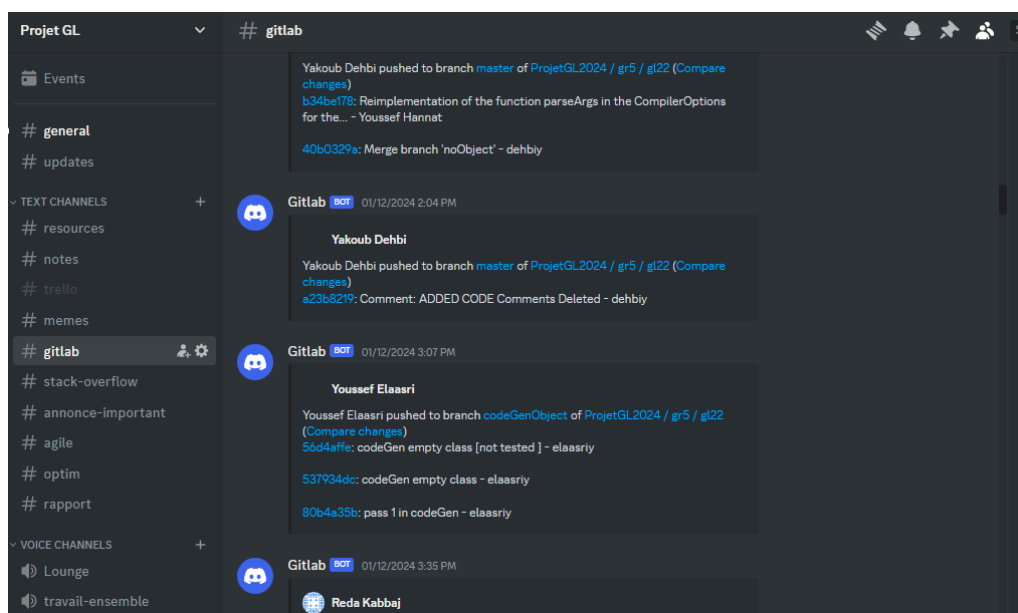 Projet GL
Events
# general
# updates
TEXT CHANNELS
# resources
# notes
# trello
# memes
# gitlab
# stack-overflow
# annonce-important
# agile
# optim
# rapport
VOICE CHANNELS
Lounge
travail-ensemble
# gitlab
Yakoub Dehbi pushed to branch master of ProjetGL2024 / gr5 / gl22 (Compare
changes)
b34be178: Reimplementation of the function parseArgs in the CompilerOptions
for the... - Youssef Hannat
40b0329a: Merge branch 'noObject' - dehbiy
Gitlab BOT 01/12/2024 2:04 PM
Yakoub Dehbi
Yakoub Dehbi pushed to branch master of ProjetGL2024 / gr5 / gl22 (Compare
changes)
a23b8219: Comment: ADDED CODE Comments Deleted - dehbiy
Gitlab BOT 01/12/2024 3:07 PM
Youssef Elaasri
Youssef Elaasri pushed to branch codeGenObject of ProjetGL2024 / gr5 / gl22
(Compare changes)
56d4affe: codeGen empty class [not tested ] - elaasriy
537934dc: codeGen empty class - elaasriy
80b4a35b: pass 1 in codeGen - elaasriy
Gitlab BOT 01/12/2024 3:35 PM
Reda Kabbaj